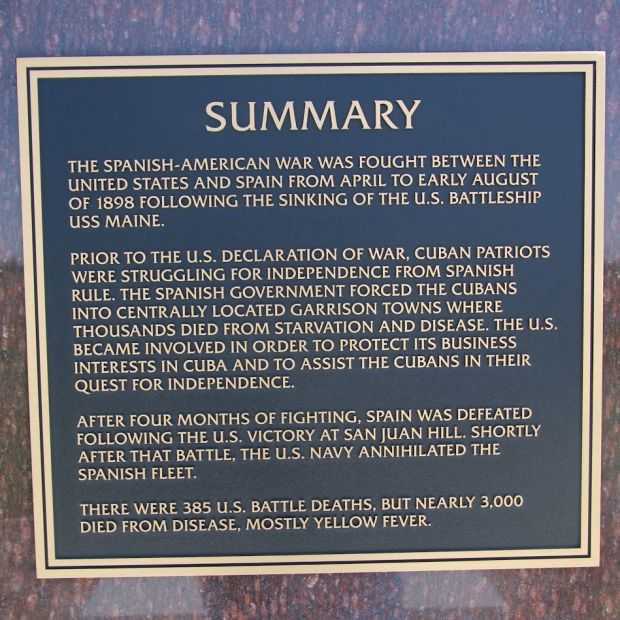 SUMMARY
THE SPANISH-AMERICAN WAR WAS FOUGHT BETWEEN THE
UNITED STATES AND SPAIN FROM APRIL TO EARLY AUGUST
OF 1898 FOLLOWING THE SINKING OF THE U.S. BATTLESHIP
USS MAINE.
PRIOR TO THE U.S. DECLARATION OF WAR, CUBAN PATRIOTS
WERE STRUGGLING FOR INDEPENDENCE FROM SPANISH
RULE. THE SPANISH GOVERNMENT FORCED THE CUBANS
INTO CENTRALLY LOCATED GARRISON TOWNS WHERE
THOUSANDS DIED FROM STARVATION AND DISEASE. THE U.S.
BECAME INVOLVED IN ORDER TO PROTECT ITS BUSINESS
INTERESTS IN CUBA AND TO ASSIST THE CUBANS IN THEIR
QUEST FOR INDEPENDENCE.
AFTER FOUR MONTHS OF FIGHTING, SPAIN WAS DEFEATED
FOLLOWING THE U.S. VICTORY AT SAN JUAN HILL. SHORTLY
AFTER THAT BATTLE, THE U.S. NAVY ANNIHILATED THE
SPANISH FLEET.
THERE WERE 385 U.S. BATTLE DEATHS, BUT NEARLY 3,000
DIED FROM DISEASE, MOSTLY YELLOW FEVER.